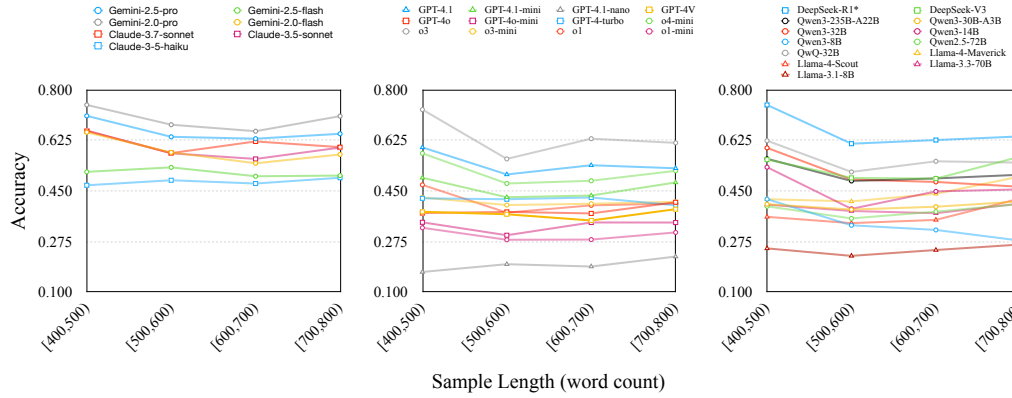 Gemini-2.5-pro Gemini-2.5-flash
Gemini-2.0-pro Gemini-2.0-flash
Claude-3.7-sonnet Claude-3.5-sonnet
Claude-3-5-haiku
GPT-4.1 GPT-4.1-mini GPT-4.1-nano GPT-4V
GPT-4o GPT-4o-mini GPT-4-turbo o4-mini
o3 o3-mini o1 o1-mini
DeepSeek-R1* DeepSeek-V3
Qwen3-235B-A22B Qwen3-30B-A3B
Qwen3-32B Qwen3-14B
Qwen3-8B Qwen2.5-72B
QwQ-32B Llama-4-Maverick
Llama-4-Scout Llama-3.3-70B
Llama-3.1-8B
Accuracy
0.800
0.625
0.450
0.275
0.100
[400,500)
[500,600)
[600,700)
[700,800)
0.800
0.625
0.450
0.275
0.100
[400,500)
[500,600)
[600,700)
[700,800)
0.800
0.625
0.450
0.275
0.100
[400,500)
[500,600)
[600,700)
[700,800
Sample Length (word count)